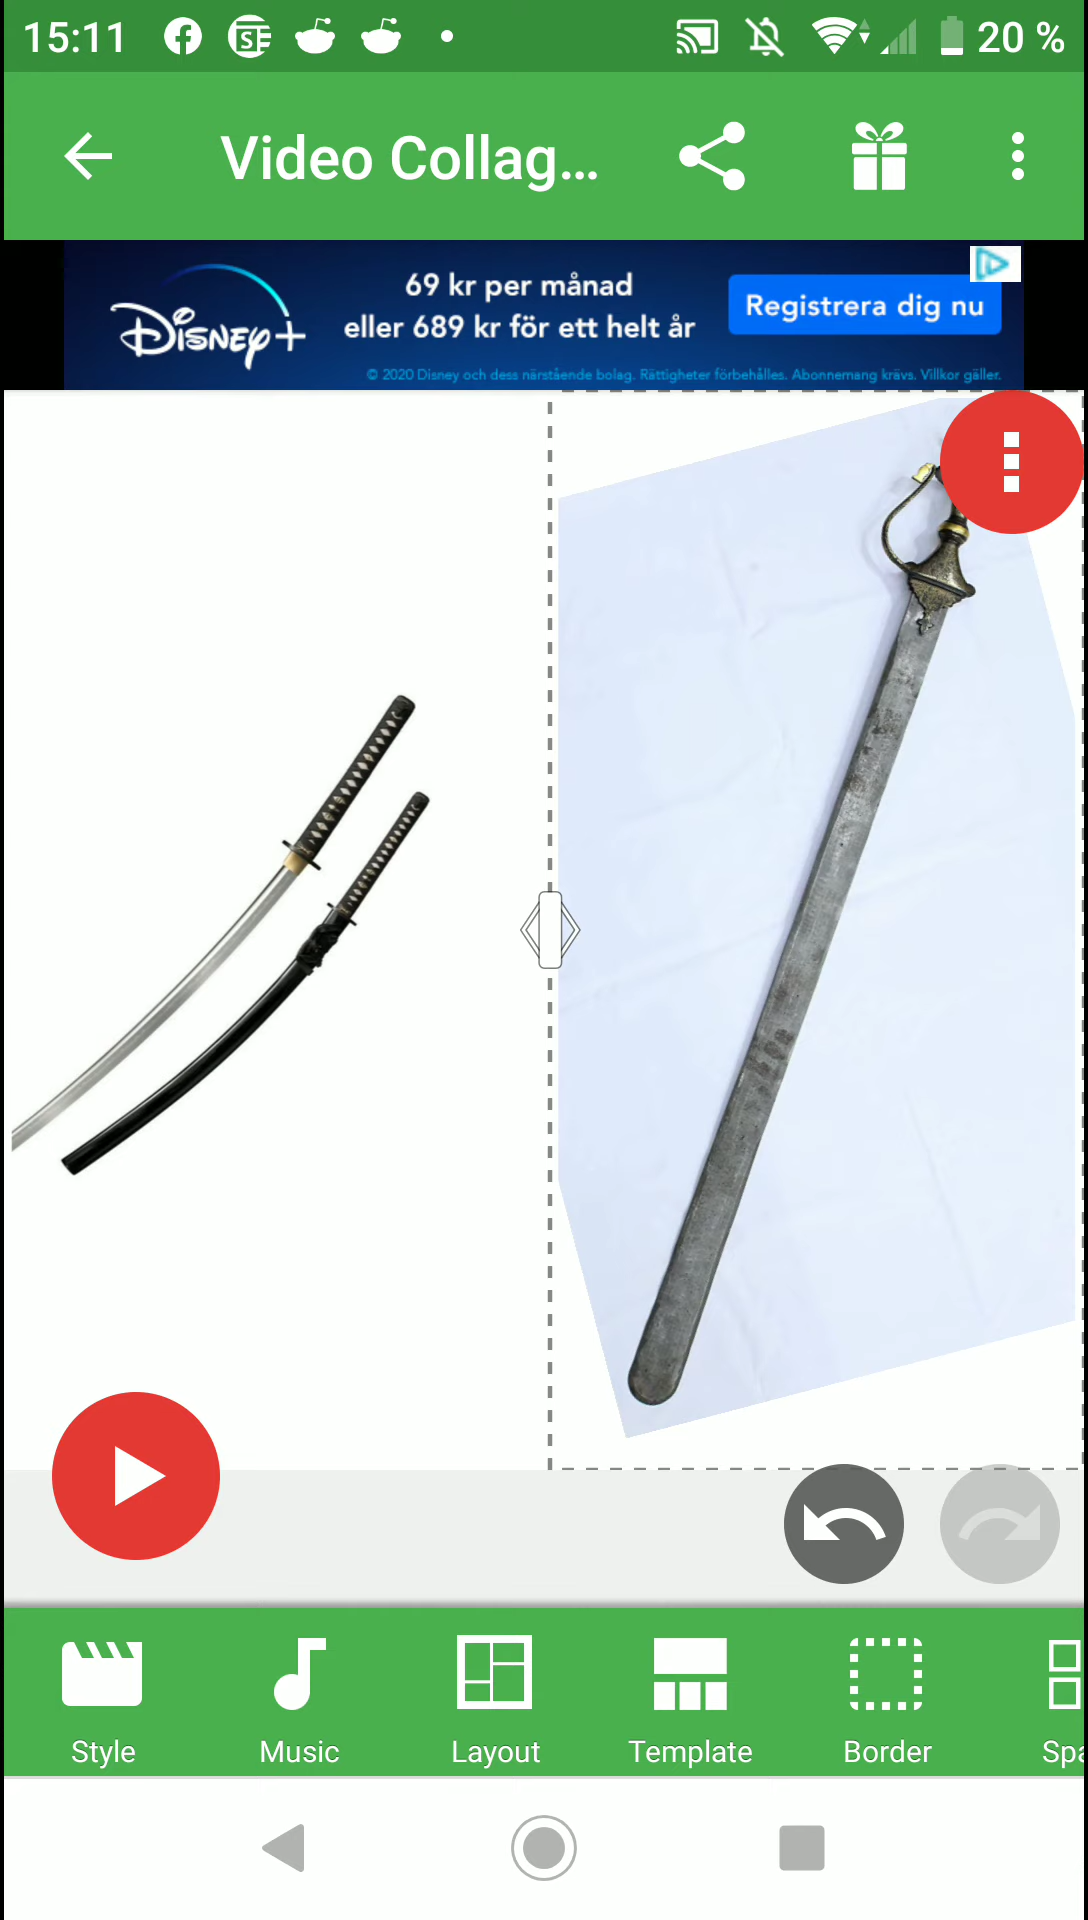 15:11
20 %
Video Collag...
Disney+
69 kr per månad
eller 689 kr för ett helt år
Registrera dig nu
© 2020 Disney och dess närstående bolag. Rättigheter förbehålles. Abonnemang krävs. Villkor gäller.
Style
Music
Layout
Template
Border
Spa